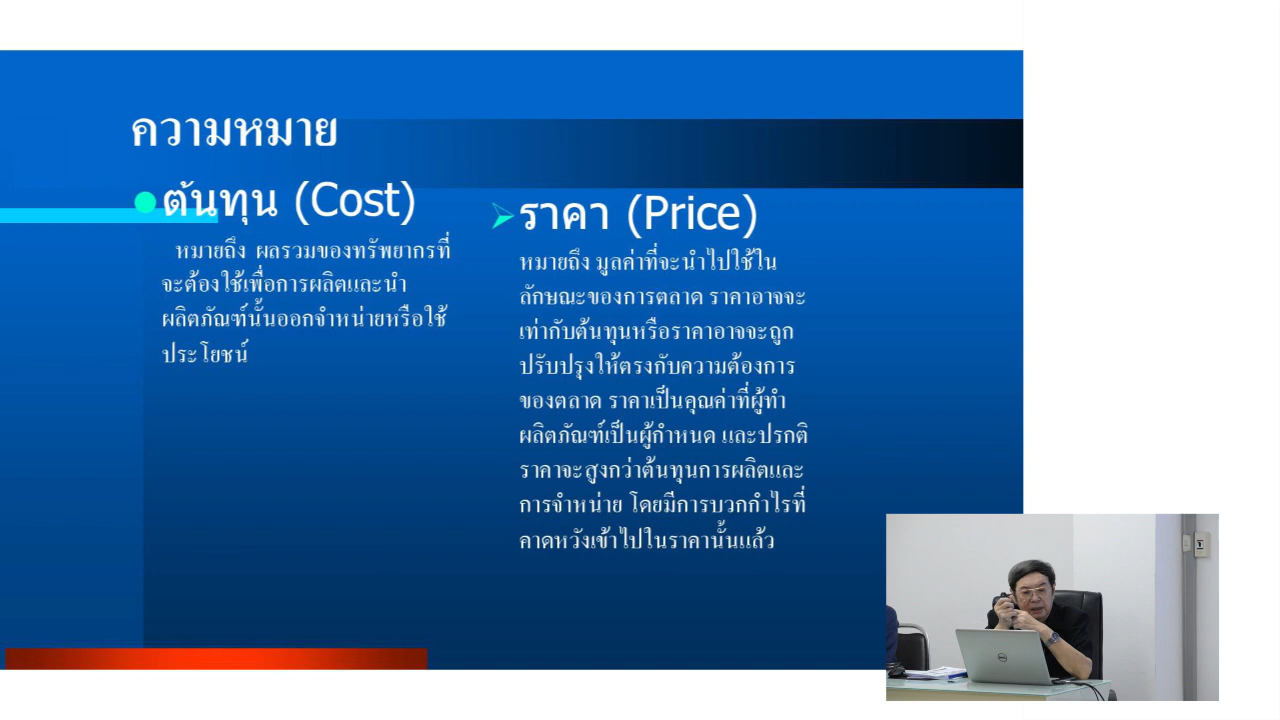 ความหมาย
ต้นทุน (Cost)
หมายถึง ผลรวมของทรัพยากรที่
จะต้องใช้เพื่อการผลิตและนำ
ผลิตภัณฑ์นั้นออกจำหน่ายหรือใช้
ประโยชน์
ราคา (Price)
หมายถึง มูลค่าที่จะนำไปใช้ใน
ลักษณะของการตลาด ราคาอาจจะ
เท่ากับต้นทุนหรือราคาอาจจะถูก
ปรับปรุงให้ตรงกับความต้องการ
ของตลาด ราคาเป็นคุณค่าที่ผู้ทำ
ผลิตภัณฑ์เป็นผู้กำหนด และปรกติ
ราคาจะสูงกว่าต้นทุนการผลิตและ
การจำหน่าย โดยมีการบวกกำไรที่
คาดหวังเข้าไปในราคานั้นแล้ว
DELL